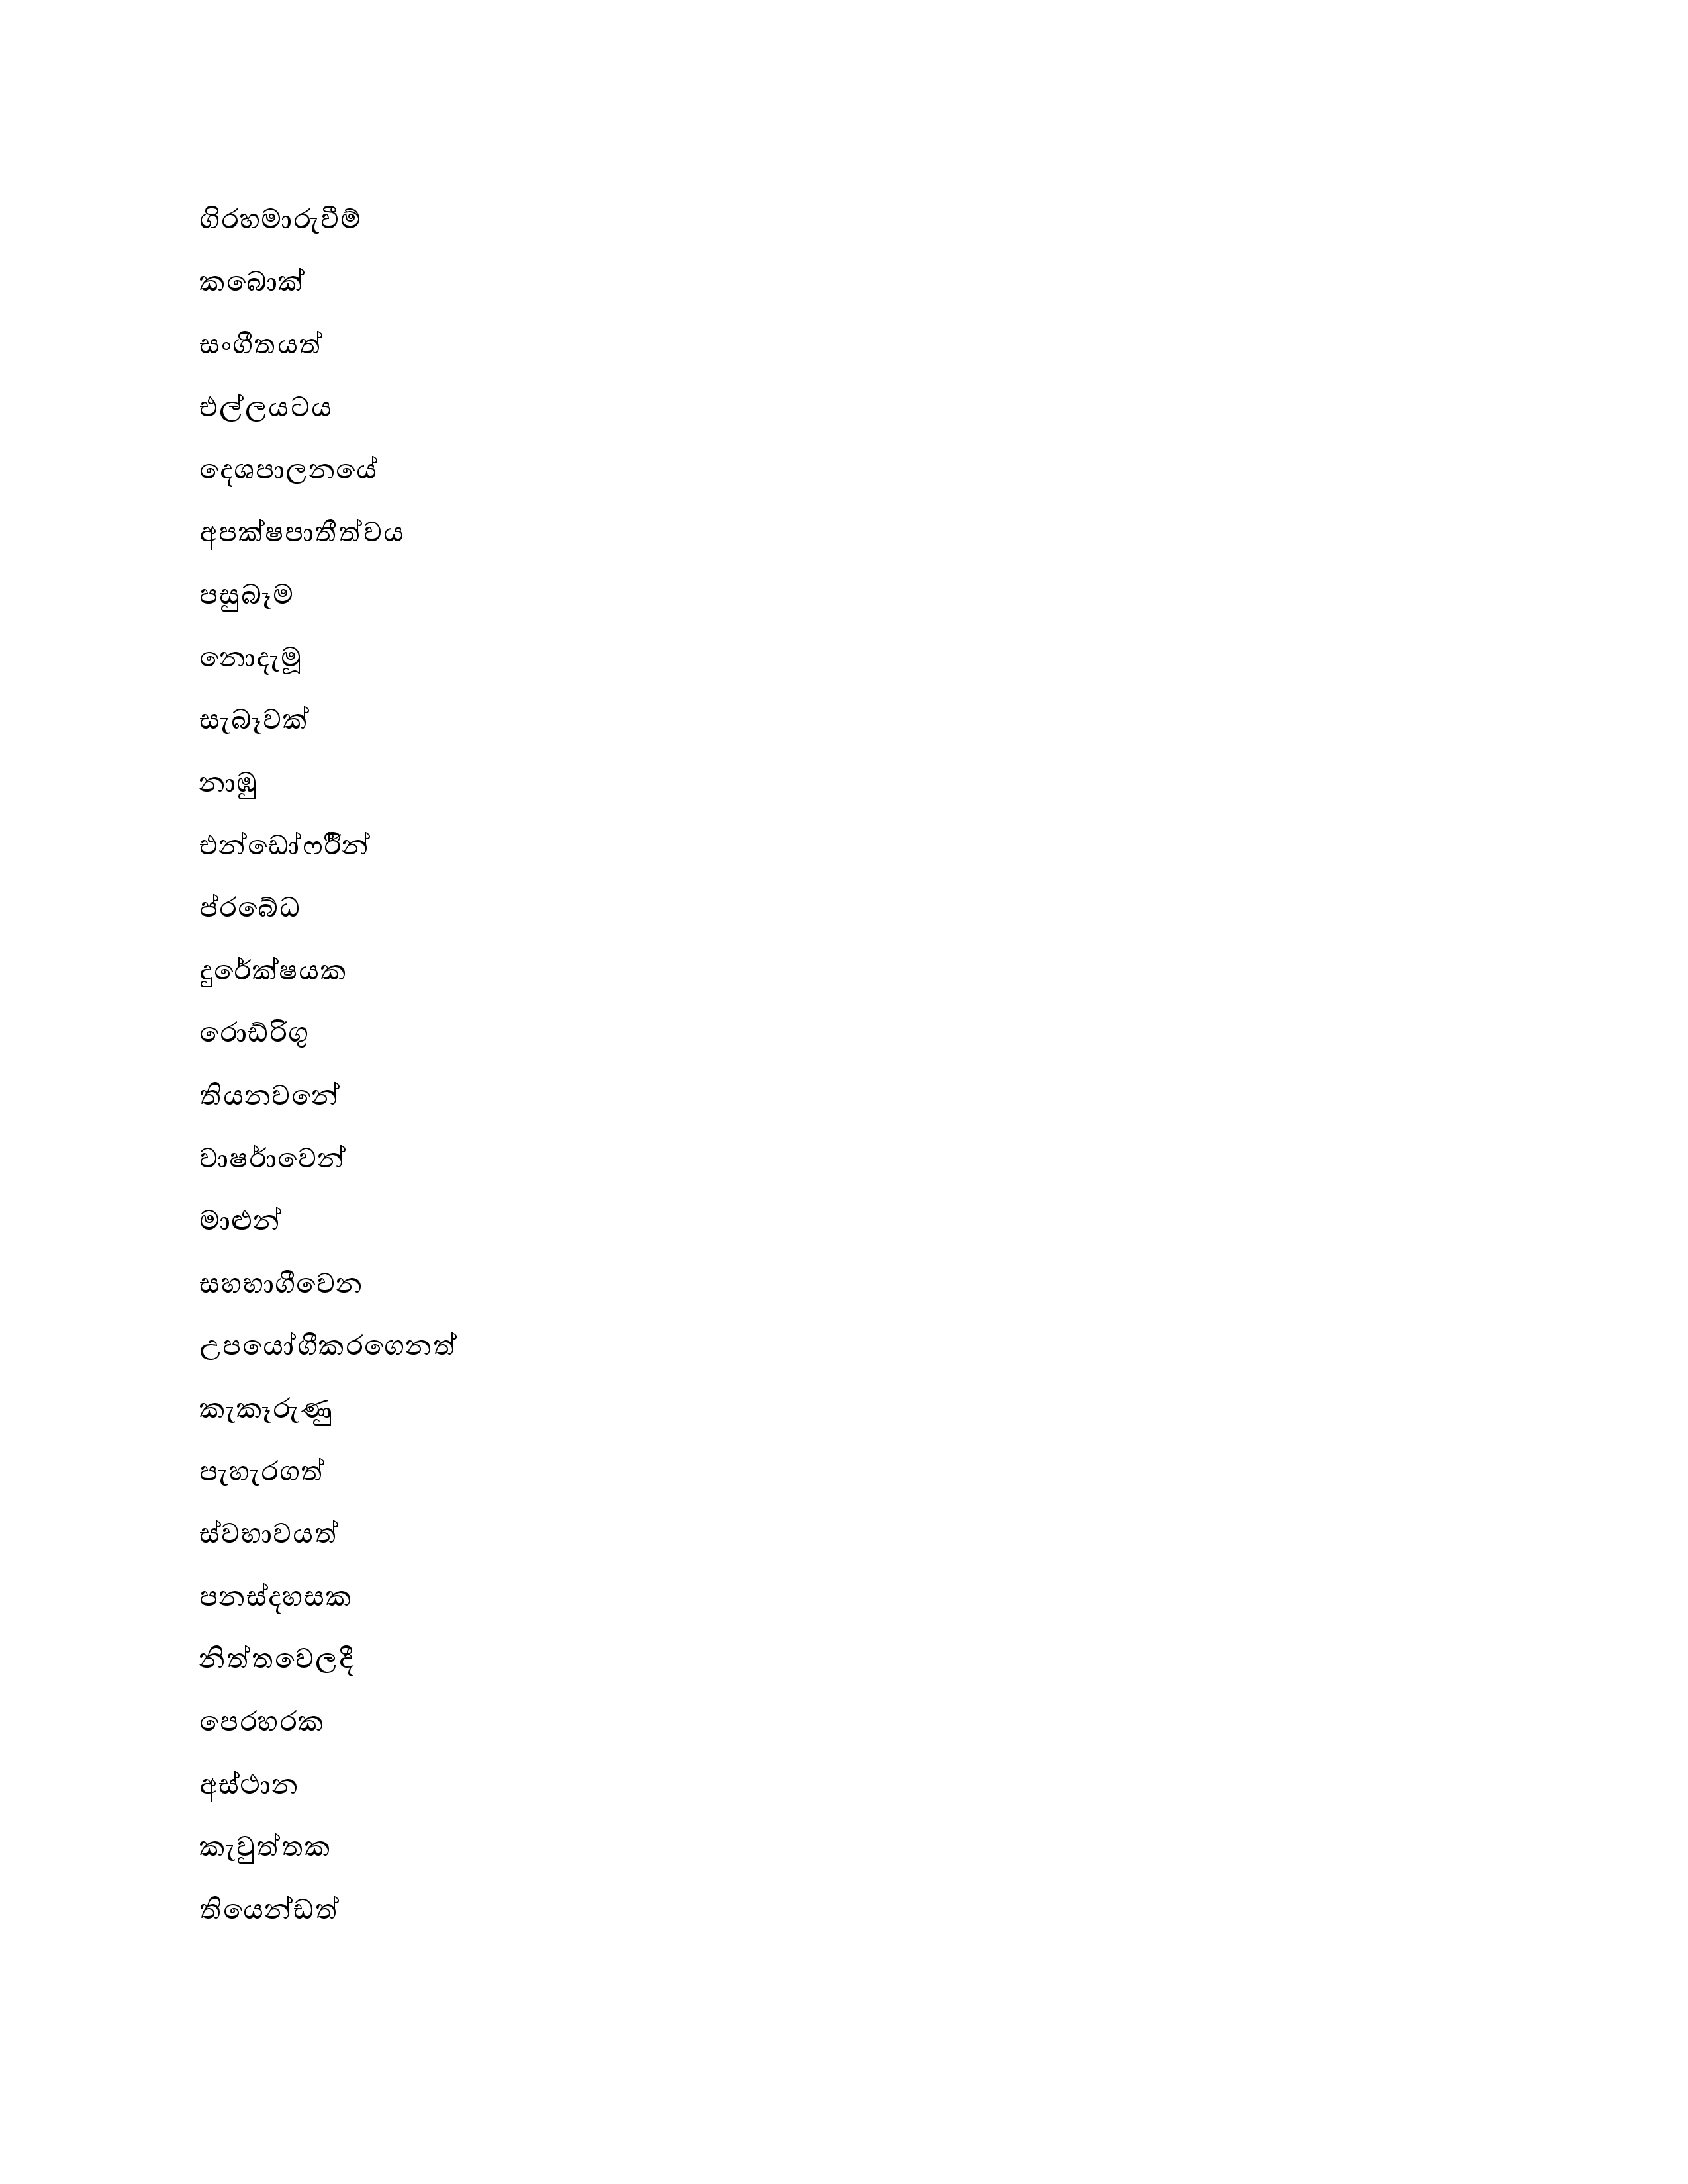 ගිරහමාරුවීම්
කබොක්
සංගීතයත්
එල්ලයටය
දෙශපාලනයේ
අපක්ෂපාතීත්වය
පසුබෑම
නොදැමූ
සැබෑවක්
නාඹු
එන්ඩෝෆර්‍රින්
ප්රබේධ
දුරේක්ෂයක
රොඩ්රිගු
තියනවනේ
වාර්ෂාවෙන්
මාළුන්
සහභාගීවෙන
උපයෝගීකරගෙනත්
කැකෑරුණු
පැහැරගත්
ස්වභාවයත්
පනස්දහසක
නිත්තවෙලදී
පෙරහරක
අස්ථාන
කැවුත්තක
තියෙන්ඩත්